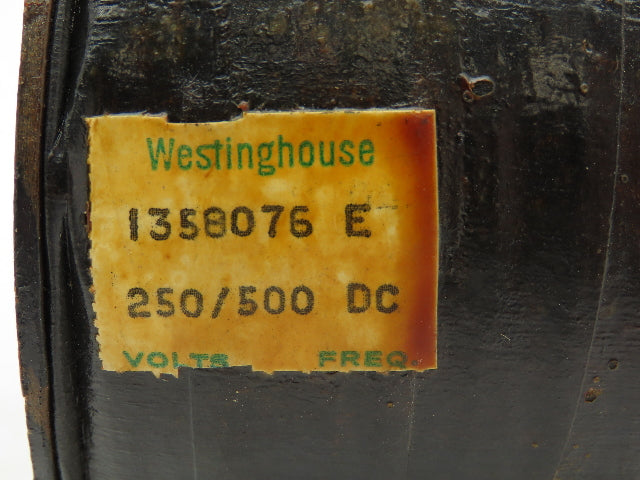 Westinghouse
1358076 E
250/500 DC
VOLTS FREQ.